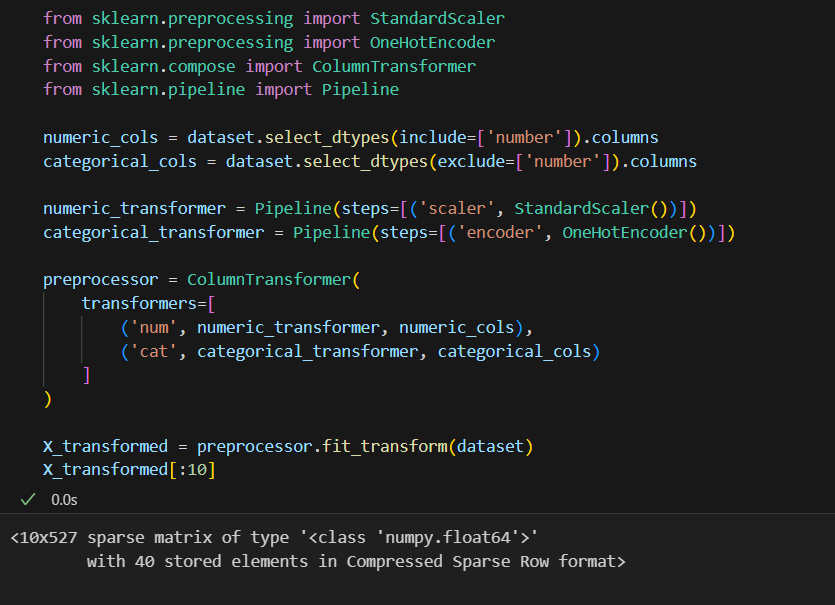 from sklearn.preprocessing import StandardScaler
from sklearn.preprocessing import OneHotEncoder
from sklearn.compose import ColumnTransformer
from sklearn.pipeline import Pipeline

numeric_cols = dataset.select_dtypes(include=['number']).columns
categorical_cols = dataset.select_dtypes(exclude=['number']).columns

numeric_transformer = Pipeline(steps=[('scaler', StandardScaler())])
categorical_transformer = Pipeline(steps=[('encoder', OneHotEncoder())])

preprocessor = ColumnTransformer(
    transformers=[
        ('num', numeric_transformer, numeric_cols),
        ('cat', categorical_transformer, categorical_cols)
    ]
)

X_transformed = preprocessor.fit_transform(dataset)
X_transformed[:10]
0.0s
<10x527 sparse matrix of type '<class 'numpy.float64'>'
        with 40 stored elements in Compressed Sparse Row format>